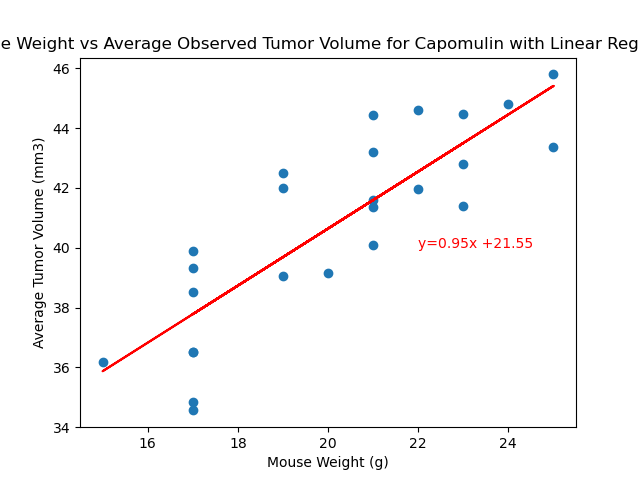 e Weight vs Average Observed Tumor Volume for Capomulin with Linear Reg
46
44
42
40
38
36
34
Average Tumor Volume (mm3)
y=0.95x +21.55
16 18 20 22 24
Mouse Weight (g)